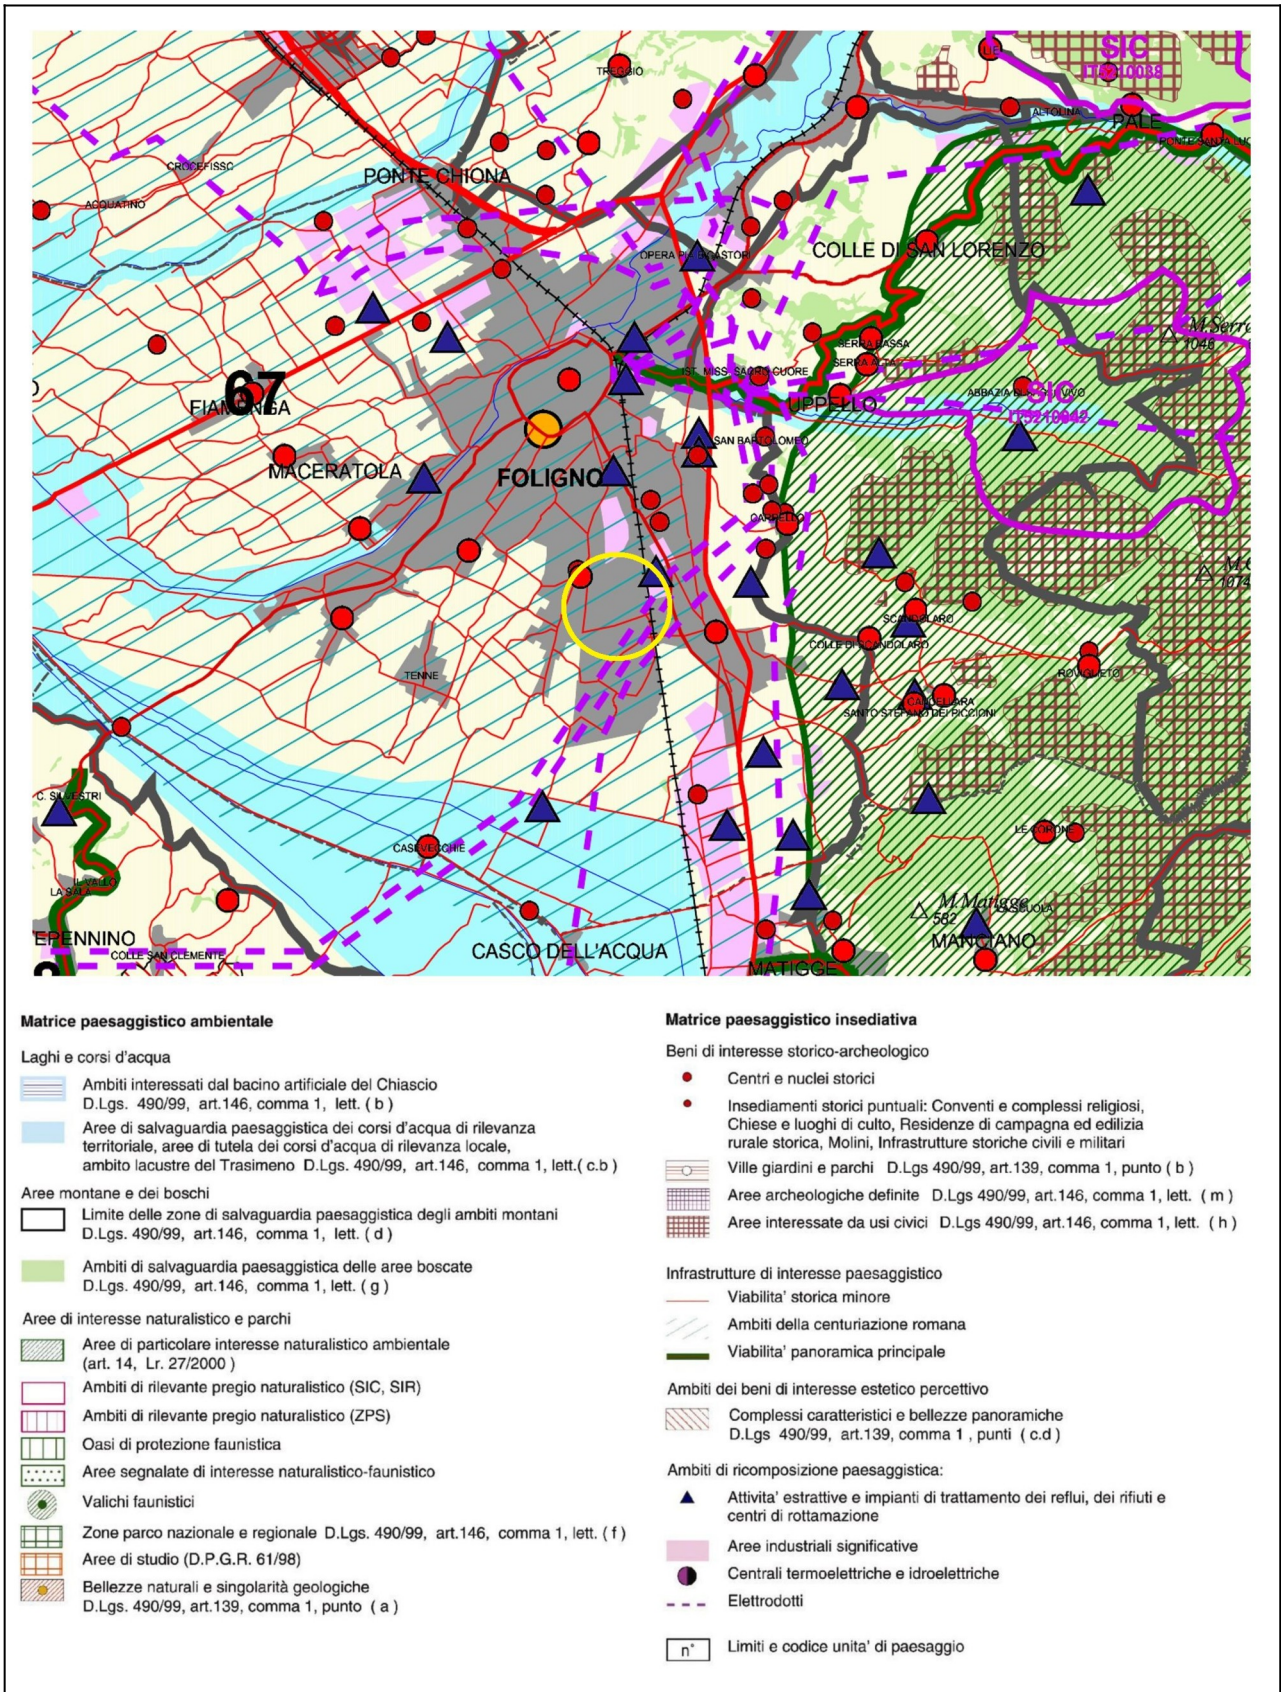 SIC
IT5210038
TREGGIO
ALTOLINA
PALE
CROCEFISSO
PONTE CHIONA
ACQUATINO
COLLE DI SAN LORENZO
M. Serra
1046
SERRA BASSA
SERRA ALTA
IST. MISS. SACRO CUORE
67
FIAMENGA
UPPELLO
SIC
SAN BARTOLOMEO
MACERATOLA
FOLIGNO
1074
SCANDOLARO
COLLE DI SCANDOLARO
ROVIGLIETO
TENNE
CANCELLARA
SANTO STEFANO DEI PICCIONI
C. SILVESTRI
LE CORONE
CASEVECCHIE
IL VALLO
LA SALA
M. Matigge
582
EPENNINO
COLLE SAN CLEMENTE
CASCO DELL'ACQUA
MANCIANO
MATIGGE
Matrice paesaggistico ambientale
Laghi e corsi d'acqua
Ambiti interessati dal bacino artificiale del Chiascio
D.Lgs. 490/99, art.146, comma 1, lett. ( b )
Aree di salvaguardia paesaggistica dei corsi d'acqua di rilevanza
territoriale, aree di tutela dei corsi d'acqua di rilevanza locale,
ambito lacustre del Trasimeno D.Lgs. 490/99, art.146, comma 1, lett.( c.b )
Aree montane e dei boschi
Limite delle zone di salvaguardia paesaggistica degli ambiti montani
D.Lgs. 490/99, art.146, comma 1, lett. ( d )
Ambiti di salvaguardia paesaggistica delle aree boscate
D.Lgs. 490/99, art.146, comma 1, lett. ( g )
Aree di interesse naturalistico e parchi
Aree di particolare interesse naturalistico ambientale
(art. 14, Lr. 27/2000 )
Ambiti di rilevante pregio naturalistico (SIC, SIR)
Ambiti di rilevante pregio naturalistico (ZPS)
Oasi di protezione faunistica
Aree segnalate di interesse naturalistico-faunistico
Valichi faunistici
Zone parco nazionale e regionale D.Lgs. 490/99, art.146, comma 1, lett. ( f )
Aree di studio (D.P.G.R. 61/98)
Bellezze naturali e singolarità geologiche
D.Lgs. 490/99, art.139, comma 1, punto ( a )
Matrice paesaggistico insediativa
Beni di interesse storico-archeologico
Centri e nuclei storici
Insediamenti storici puntuali: Conventi e complessi religiosi,
Chiese e luoghi di culto, Residenze di campagna ed edilizia
rurale storica, Molini, Infrastrutture storiche civili e militari
Ville giardini e parchi D.Lgs 490/99, art.139, comma 1, punto ( b )
Aree archeologiche definite D.Lgs 490/99, art.146, comma 1, lett. ( m )
Aree interessate da usi civici D.Lgs 490/99, art.146, comma 1, lett. ( h )
Infrastrutture di interesse paesaggistico
Viabilita' storica minore
Ambiti della centuriazione romana
Viabilita' panoramica principale
Ambiti dei beni di interesse estetico percettivo
Complessi caratteristici e bellezze panoramiche
D.Lgs 490/99, art.139, comma 1 , punti ( c.d )
Ambiti di ricomposizione paesaggistica:
Attivita' estrattive e impianti di trattamento dei reflui, dei rifiuti e
centri di rottamazione
Aree industriali significative
Centrali termoelettriche e idroelettriche
Elettrodotti
n°
Limiti e codice unita' di paesaggio